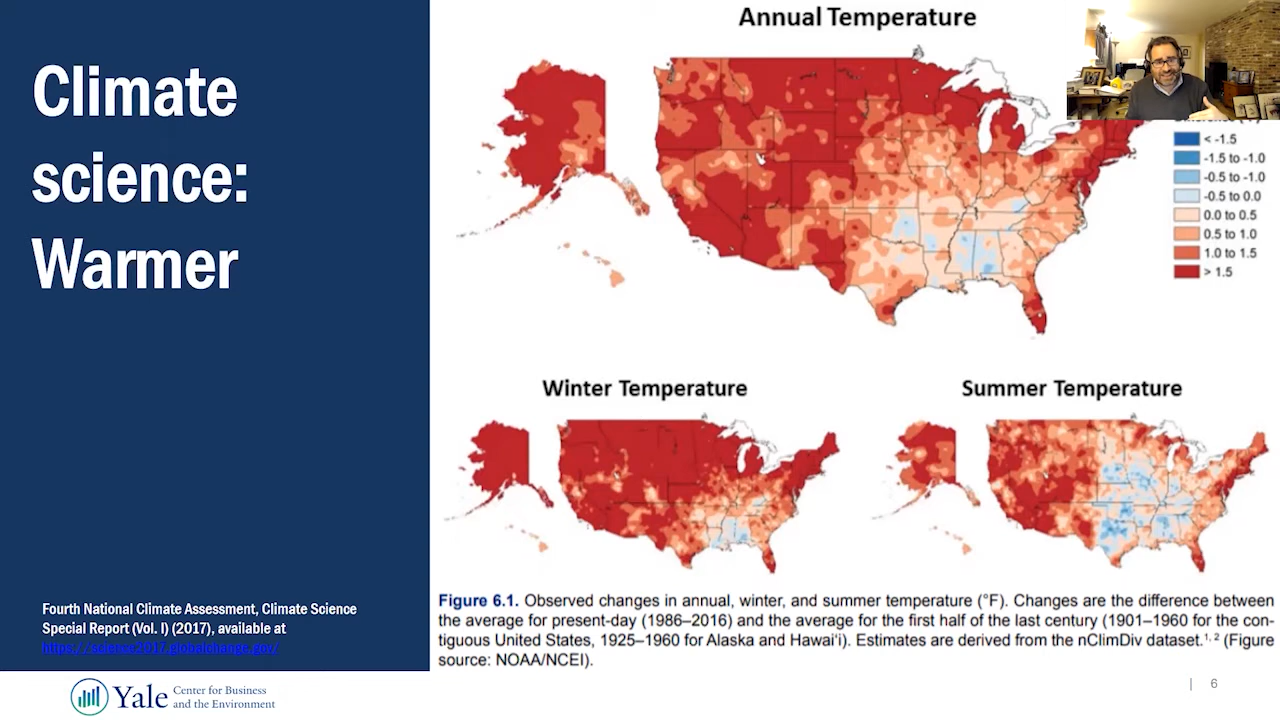 Climate
science:
Warmer
Fourth National Climate Assessment, Climate Science
Special Report (Vol. I) (2017), available at
https://science2017.globalchange.gov/
Yale Center for Business
and the Environment
Annual Temperature
< -1.5
-1.5 to -1.0
-0.5 to -1.0
-0.5 to 0.0
0.0 to 0.5
0.5 to 1.0
1.0 to 1.5
> 1.5
Winter Temperature
Summer Temperature
Figure 6.1. Observed changes in annual, winter, and summer temperature (°F). Changes are the difference between
the average for present-day (1986–2016) and the average for the first half of the last century (1901–1960 for the con-
tiguous United States, 1925–1960 for Alaska and Hawai‘i). Estimates are derived from the nClimDiv dataset.1, 2 (Figure
source: NOAA/NCEI).
| 6